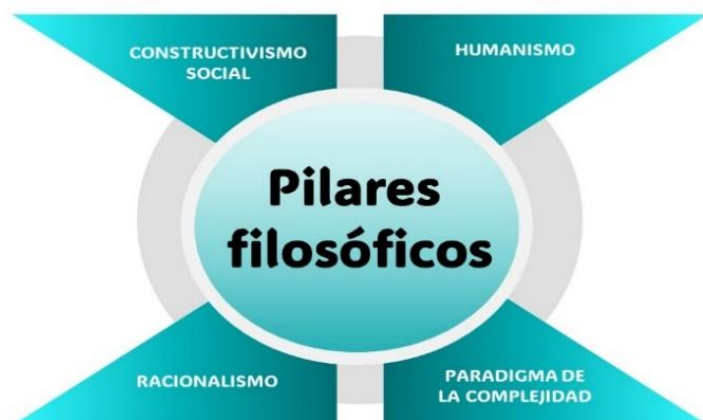 CONSTRUCTIVISMO
SOCIAL
HUMANISMO
Pilares
filosóficos
RACIONALISMO
PARADIGMA DE
LA COMPLEJIDAD